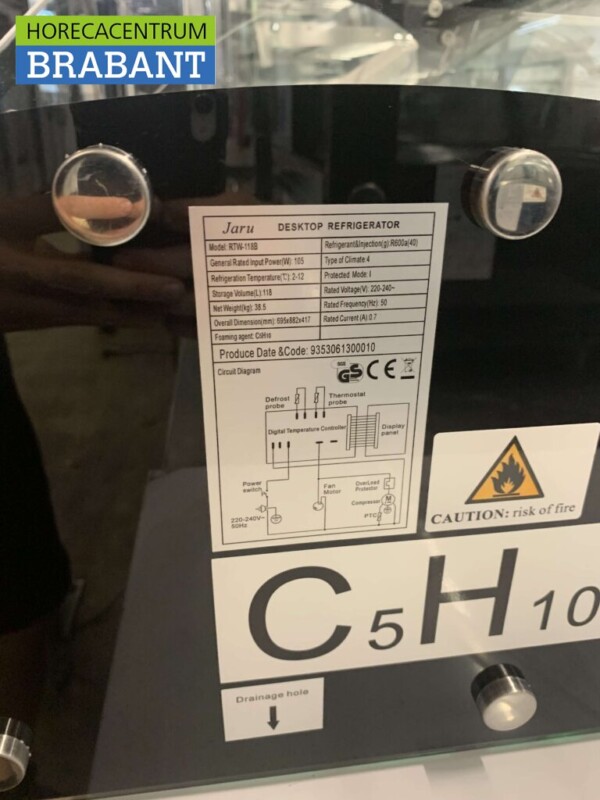 HORECACENTRUM
BRABANT
Jaru DESKTOP REFRIGERATOR
Model: RTW-118B
Refrigerant&Injection(g): R600a(40)
General Rated Input Power(W): 105
Type of Climate:4
Refrigeration Temperature(℃): 2-12
Protected Mode: I
Storage Volume(L): 118
Rated Voltage(V): 220-240~
Net Weight(kg): 38.5
Rated Frequency(Hz): 50
Overall Dimension(mm): 695x682x417
Rated Current (A):0.7
Foaming agent: C5H10
Produce Date &Code: 9353061300010
Circuit Diagram
GS CE
Defrost probe
Thermostat probe
Digital Temperature Controller
Display panel
Power switch
Fan Motor
OverLoad Protector
Compressor
M
PTC
220-240V~
50Hz
CAUTION: risk of fire
C5H10
Drainage hole